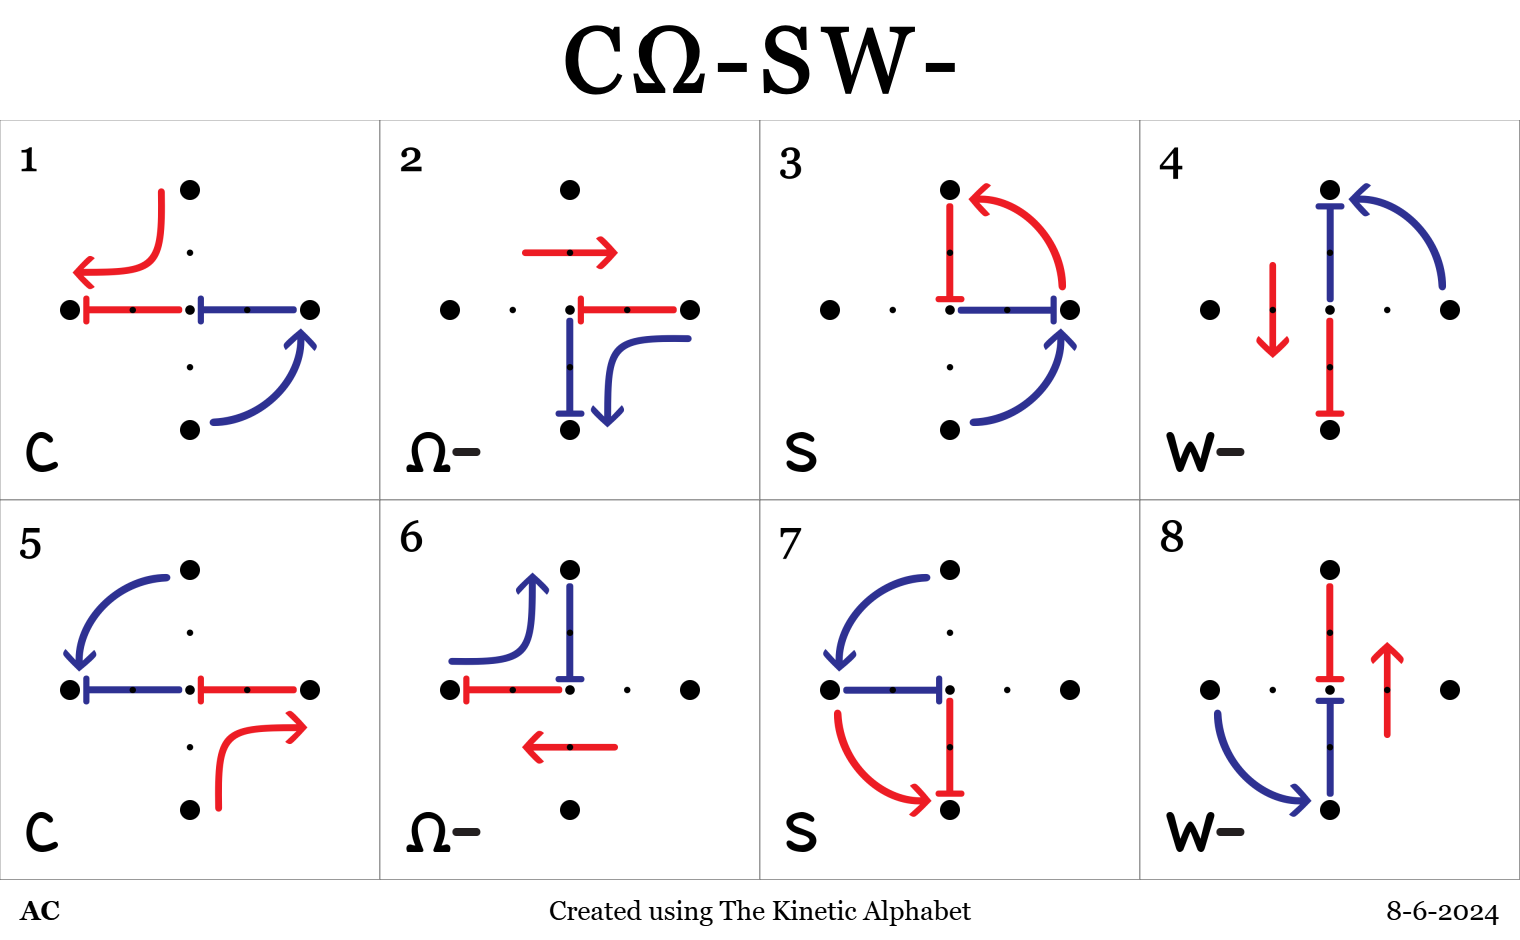 CΩ-SW-
1
2
3
4
C
Ω-
S
W-
5
6
7
8
C
Ω-
S
W-
AC
Created using The Kinetic Alphabet
8-6-2024